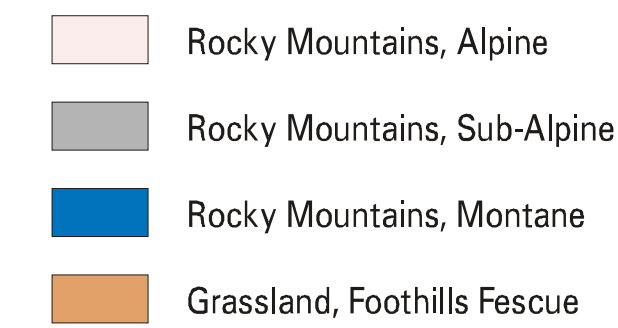 Rocky Mountains, Alpine
Rocky Mountains, Sub-Alpine
Rocky Mountains, Montane
Grassland, Foothills Fescue